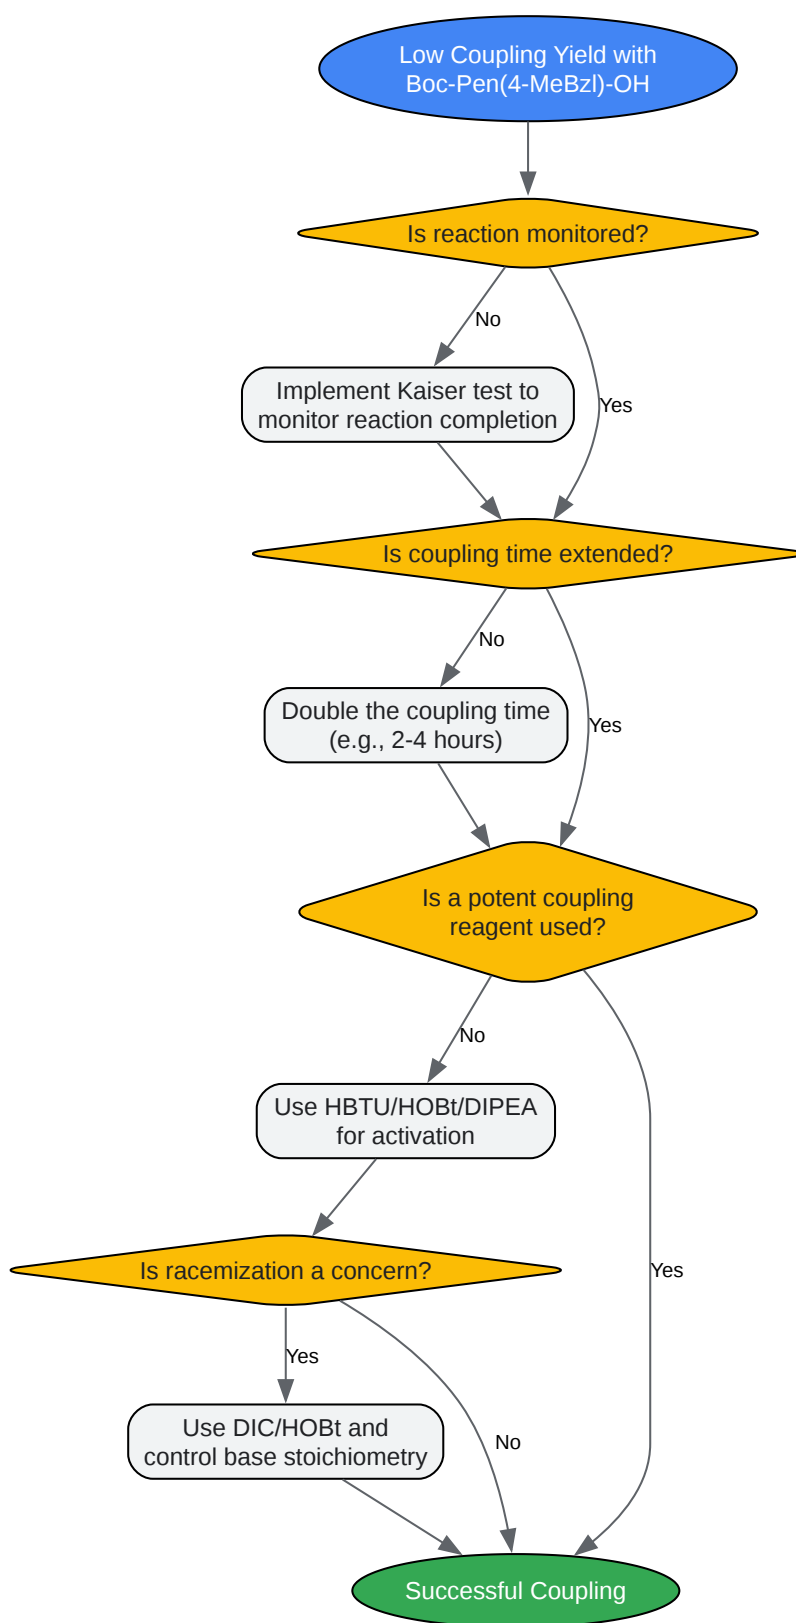 Low Coupling Yield with
Boc-Pen(4-MeBzl)-OH
Is reaction monitored?
No
Implement Kaiser test to
monitor reaction completion
Yes
Is coupling time extended?
No
Double the coupling time
(e.g., 2-4 hours)
Yes
Is a potent coupling
reagent used?
No
Use HBTU/HOBt/DIPEA
for activation
Is racemization a concern?
Yes
Yes
Use DIC/HOBt and
control base stoichiometry
No
Successful Coupling